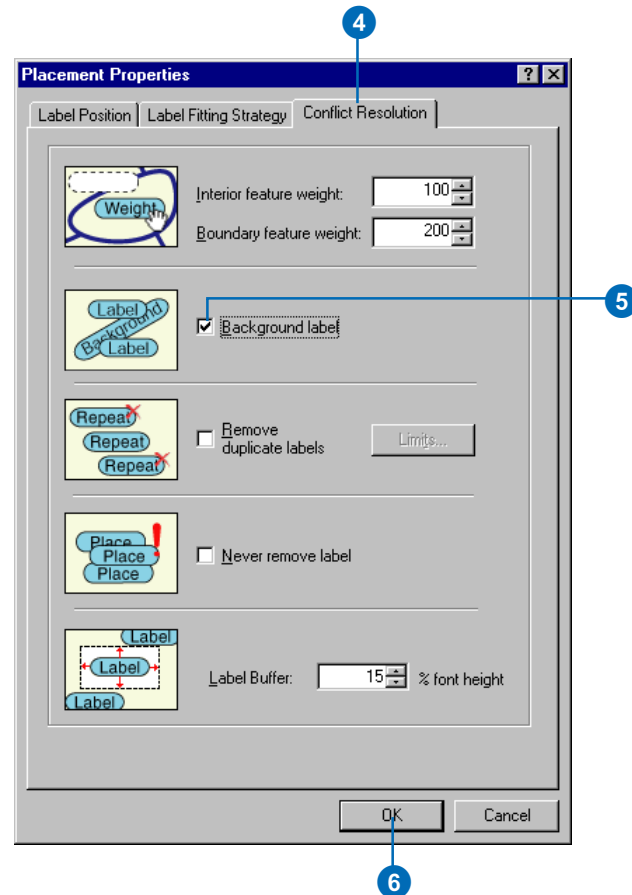 4
Placement Properties
Label Position
Label Fitting Strategy
Conflict Resolution
Weight
Interior feature weight:
100
Boundary feature weight:
200
5
Label
Background
Label
Background label
Repeat
Repeat
Repeat
Remove
duplicate labels
Limits...
Place
Place
Place
Never remove label
Label
Label
Label
Label Buffer:
15
% font height
OK
Cancel
6